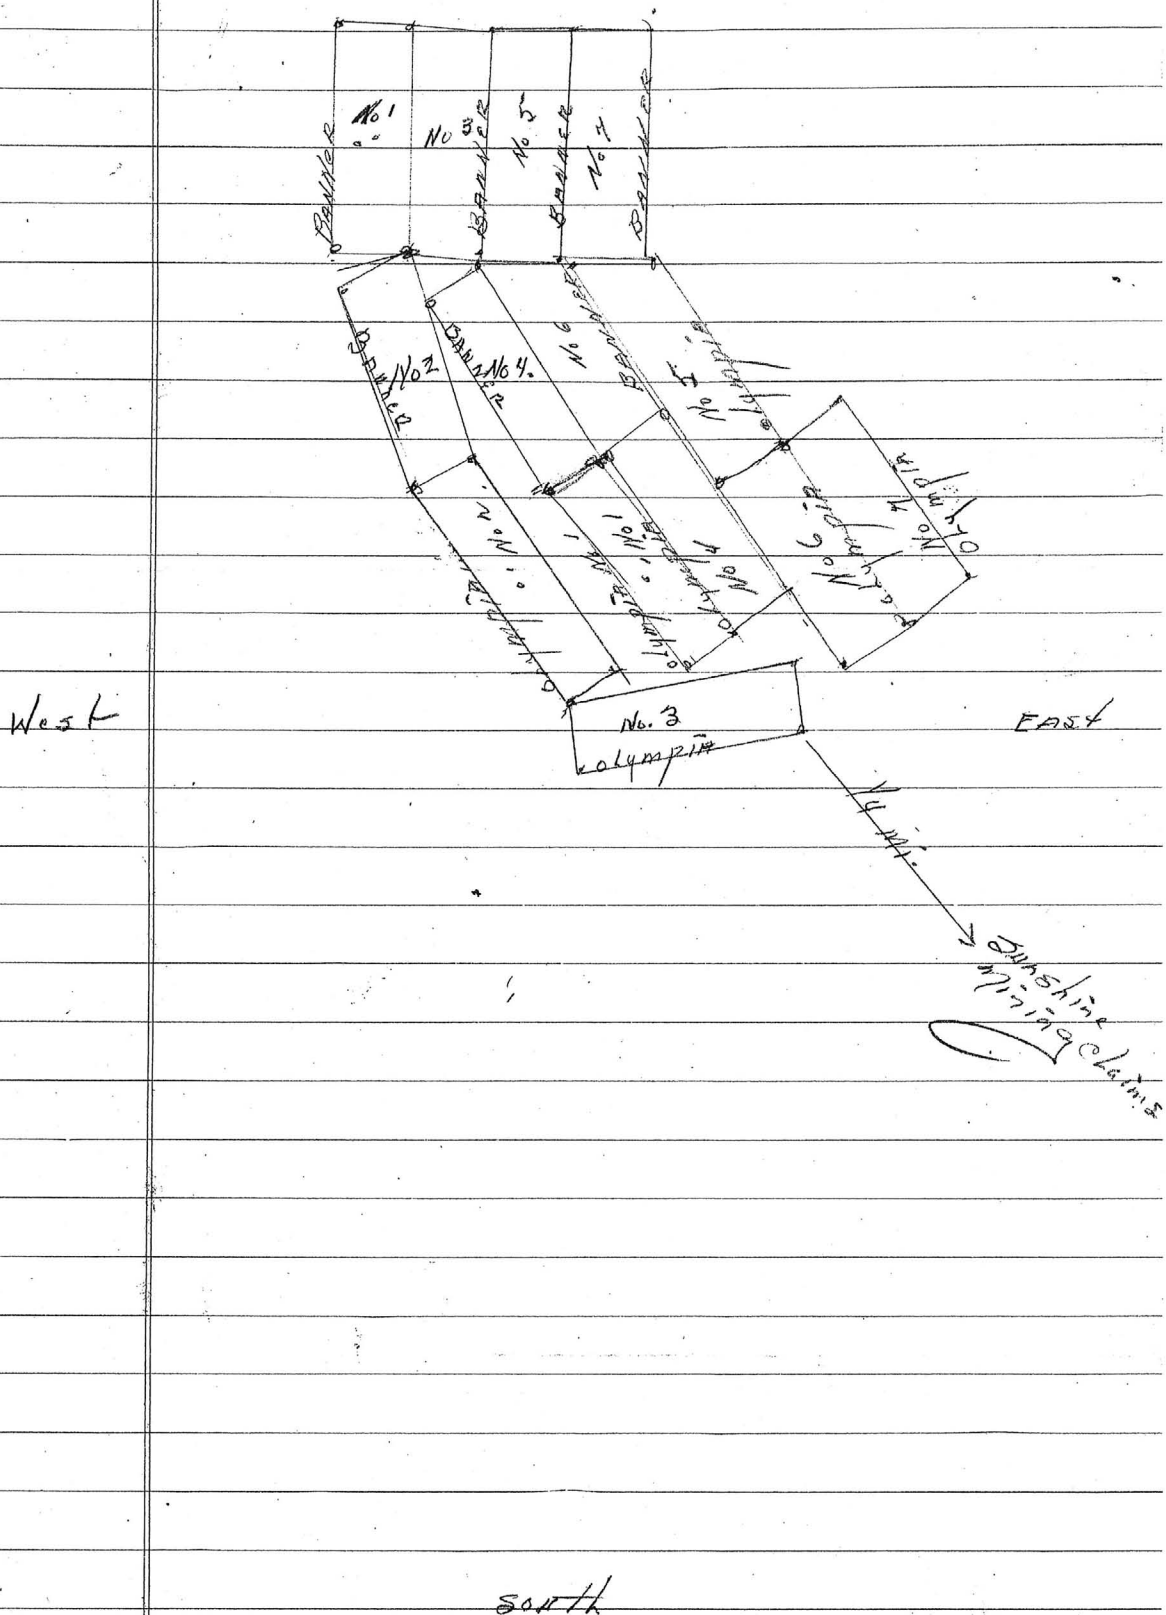 BANNER
No 1
No 3
BANNER
No 5
BANNER
No 7
BANNER
BANNER
No 2
BANNER
No 4.
No 6
BANNER
No 5
olympia
No 6
olympia
No 7
olympia
olympia
olympia No 1
olympia No 1
olympia
No 4
West
No. 3
olympia
EAST
1/4 mi.
Sunshine
Mining Claims
South